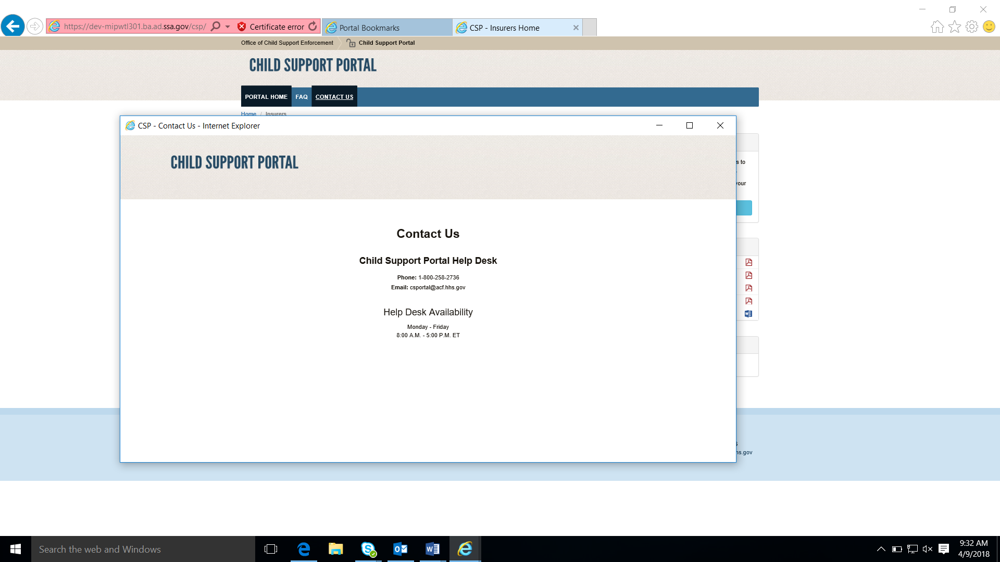 https://dev-mipwtl301.ba.ad.ssa.gov/csp/ Certificate error Portal Bookmarks CSP - Insurers Home
Office of Child Support Enforcement Child Support Portal
CHILD SUPPORT PORTAL
PORTAL HOME FAQ CONTACT US
Home / Insurers
CSP - Contact Us - Internet Explorer
CHILD SUPPORT PORTAL
s to
your
Contact Us
Child Support Portal Help Desk
Phone: 1-800-258-2736
Email: csportal@acf.hhs.gov
Help Desk Availability
Monday - Friday
8:00 A.M. - 5:00 P.M. ET
hs.gov
Search the web and Windows
9:32 AM
4/9/2018